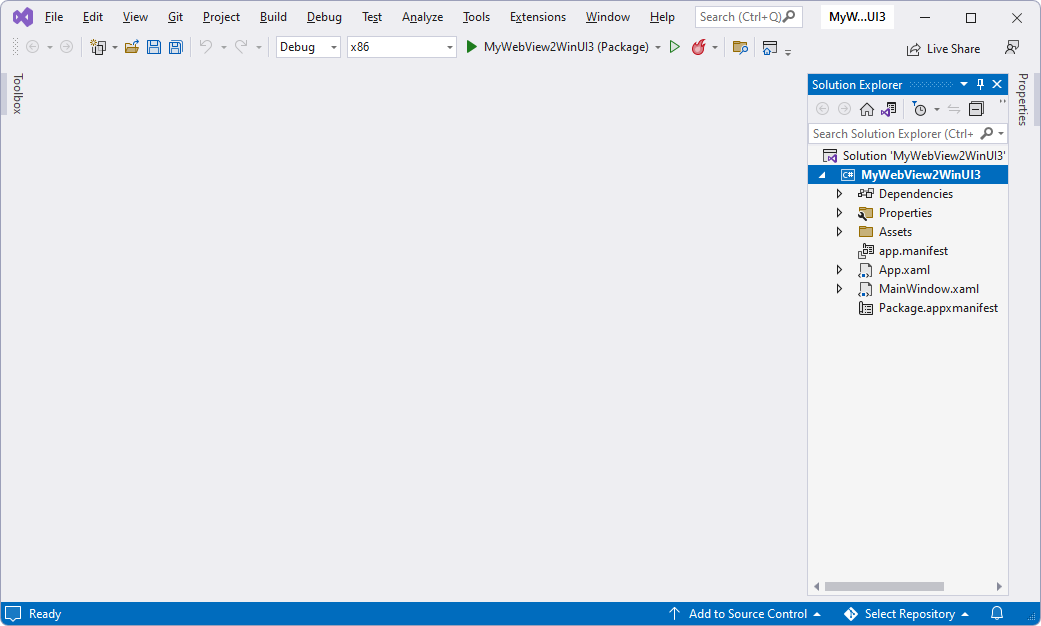 File Edit View Git Project Build Debug Test Analyze Tools Extensions Window Help Search (Ctrl+Q) MyW...UI3
Debug x86 MyWebView2WinUI3 (Package) Live Share
Toolbox
Solution Explorer
Properties
Search Solution Explorer (Ctrl+
Solution 'MyWebView2WinUI3'
C# MyWebView2WinUI3
Dependencies
Properties
Assets
app.manifest
App.xaml
MainWindow.xaml
Package.appxmanifest
Ready Add to Source Control Select Repository